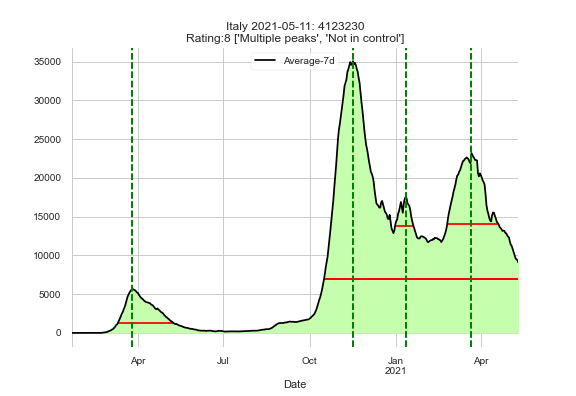 Italy 2021-05-11: 4123230
Rating:8 ['Multiple peaks', 'Not in control']
Average-7d
35000
30000
25000
20000
15000
10000
5000
0
Apr
Jul
Oct
Jan
2021
Apr
Date